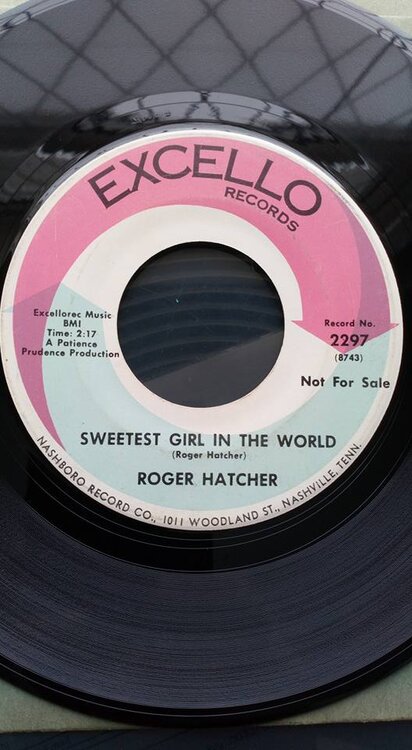 EXCELLO
RECORDS
Excellorec Music
BMI
Time: 2:17
A Patience
Prudence Production
Record No.
2297
(8743)
Not For Sale
SWEETEST GIRL IN THE WORLD
(Roger Hatcher)
ROGER HATCHER
NASHBORO RECORD CO., 1011 WOODLAND ST., NASHVILLE, TENN.